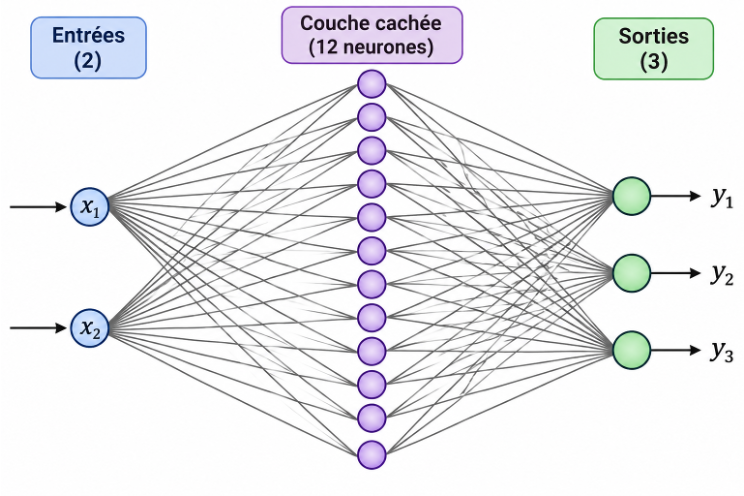 Entrées
(2)
Couche cachée
(12 neurones)
Sorties
(3)
x₁
x₂
y₁
y₂
y₃